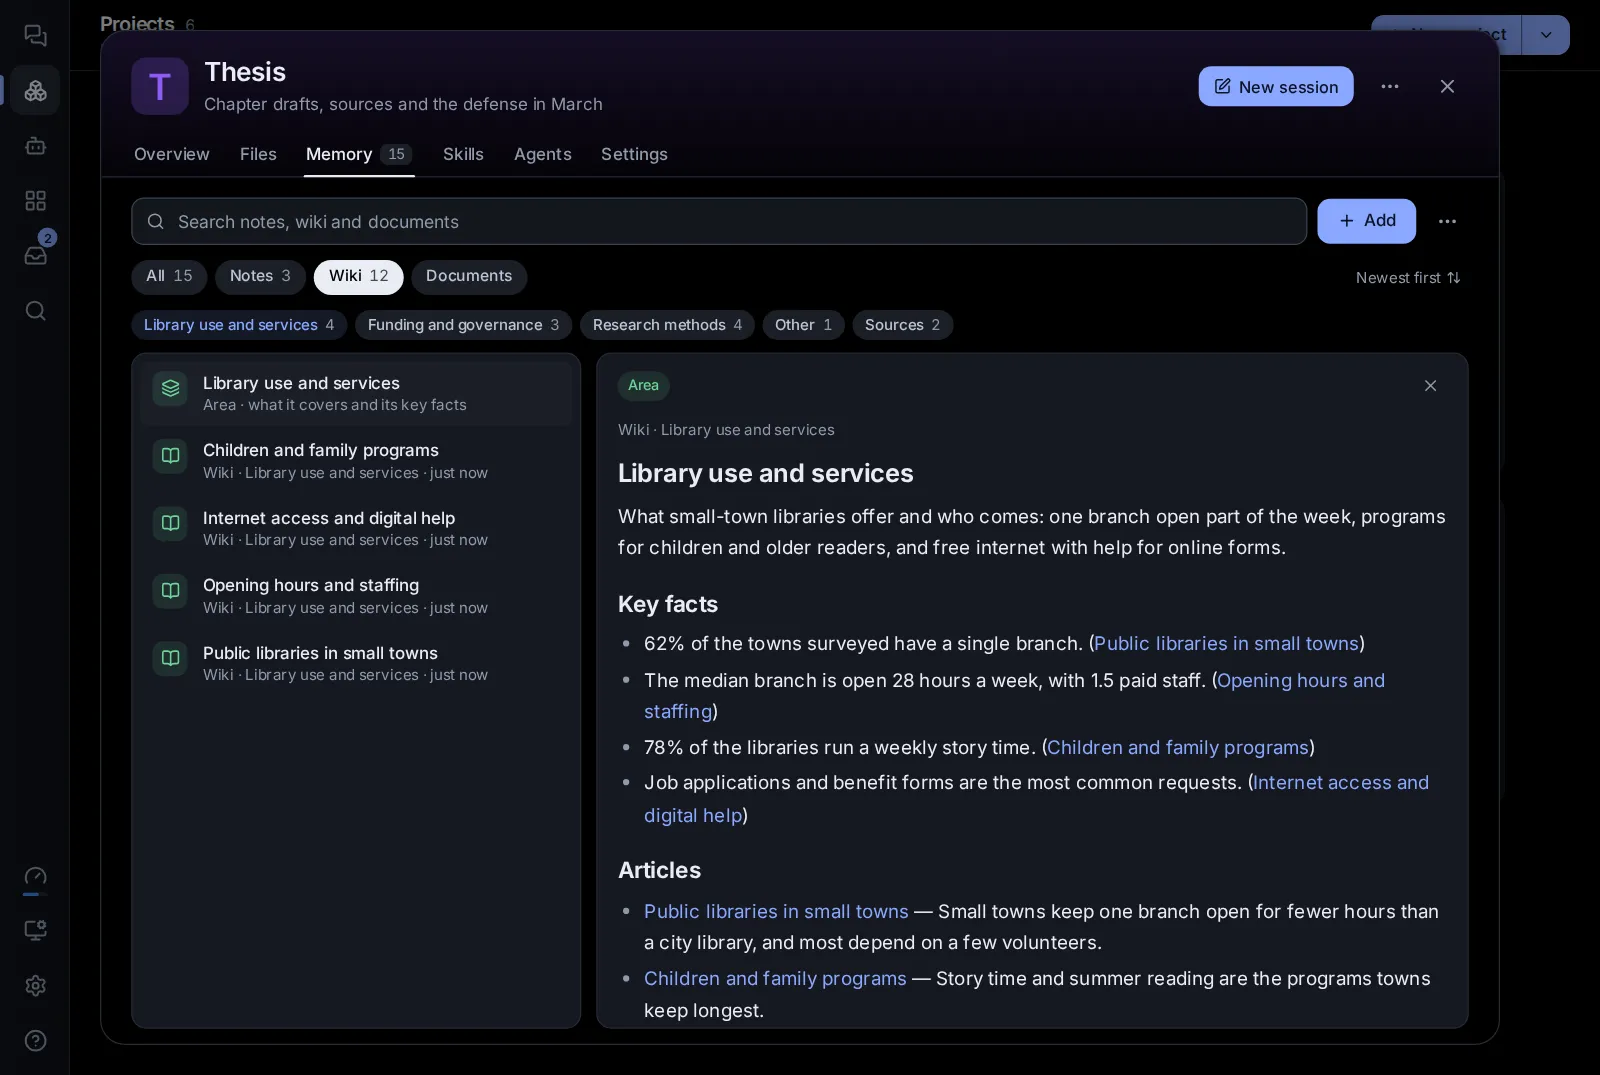 Projects 6
T
Thesis
Chapter drafts, sources and the defense in March
New session
Overview
Files
Memory 15
Skills
Agents
Settings
2
Search notes, wiki and documents
Add
All 15
Notes 3
Wiki 12
Documents
Newest first
Library use and services 4
Funding and governance 3
Research methods 4
Other 1
Sources 2
Library use and services
Area · what it covers and its key facts
Children and family programs
Wiki · Library use and services · just now
Internet access and digital help
Wiki · Library use and services · just now
Opening hours and staffing
Wiki · Library use and services · just now
Public libraries in small towns
Wiki · Library use and services · just now
Area
Wiki · Library use and services
Library use and services
What small-town libraries offer and who comes: one branch open part of the week, programs
for children and older readers, and free internet with help for online forms.
Key facts
• 62% of the towns surveyed have a single branch. (Public libraries in small towns)
• The median branch is open 28 hours a week, with 1.5 paid staff. (Opening hours and
staffing)
• 78% of the libraries run a weekly story time. (Children and family programs)
• Job applications and benefit forms are the most common requests. (Internet access and
digital help)
Articles
• Public libraries in small towns — Small towns keep one branch open for fewer hours than
a city library, and most depend on a few volunteers.
• Children and family programs — Story time and summer reading are the programs towns
keep longest.